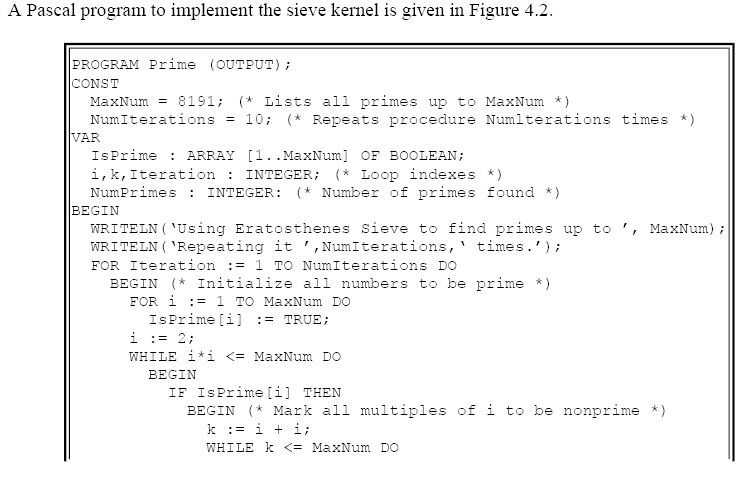 A Pascal program to implement the sieve kernel is given in Figure 4.2.
PROGRAM Prime (OUTPUT);
CONST
MaxNum = 8191; (* Lists all primes up to MaxNum *)
NumIterations = 10; (* Repeats procedure Numlterations times *)
VAR
IsPrime : ARRAY [1..MaxNum] OF BOOLEAN;
i,k,Iteration : INTEGER; (* Loop indexes *)
NumPrimes : INTEGER: (* Number of primes found *)
BEGIN
WRITELN(‘Using Eratosthenes Sieve to find primes up to ’, MaxNum);
WRITELN(‘Repeating it ’,NumIterations,‘ times.’);
FOR Iteration := 1 TO NumIterations DO
BEGIN (* Initialize all numbers to be prime *)
FOR i := 1 TO MaxNum DO
IsPrime[i] := TRUE;
i := 2;
WHILE i*i <= MaxNum DO
BEGIN
IF IsPrime[i] THEN
BEGIN (* Mark all multiples of i to be nonprime *)
k := i + i;
WHILE k <= MaxNum DO